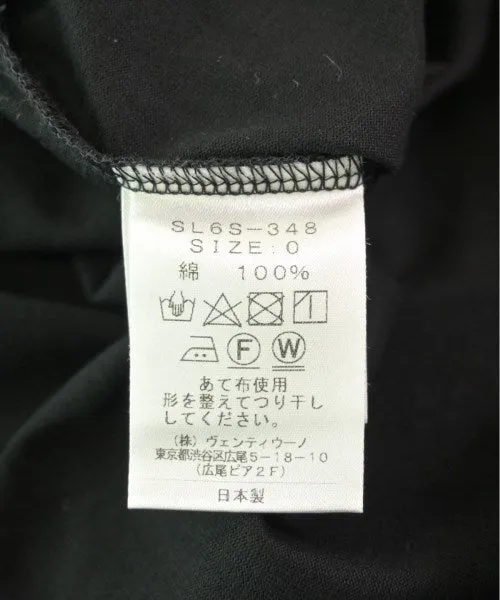 SL6S-348
SIZE:0
綿 100%
F W
あて布使用
形を整えてつり干し
してください。
(株) ヴェンティウーノ
東京都渋谷区広尾5-18-10
(広尾ピア2F)
日本製